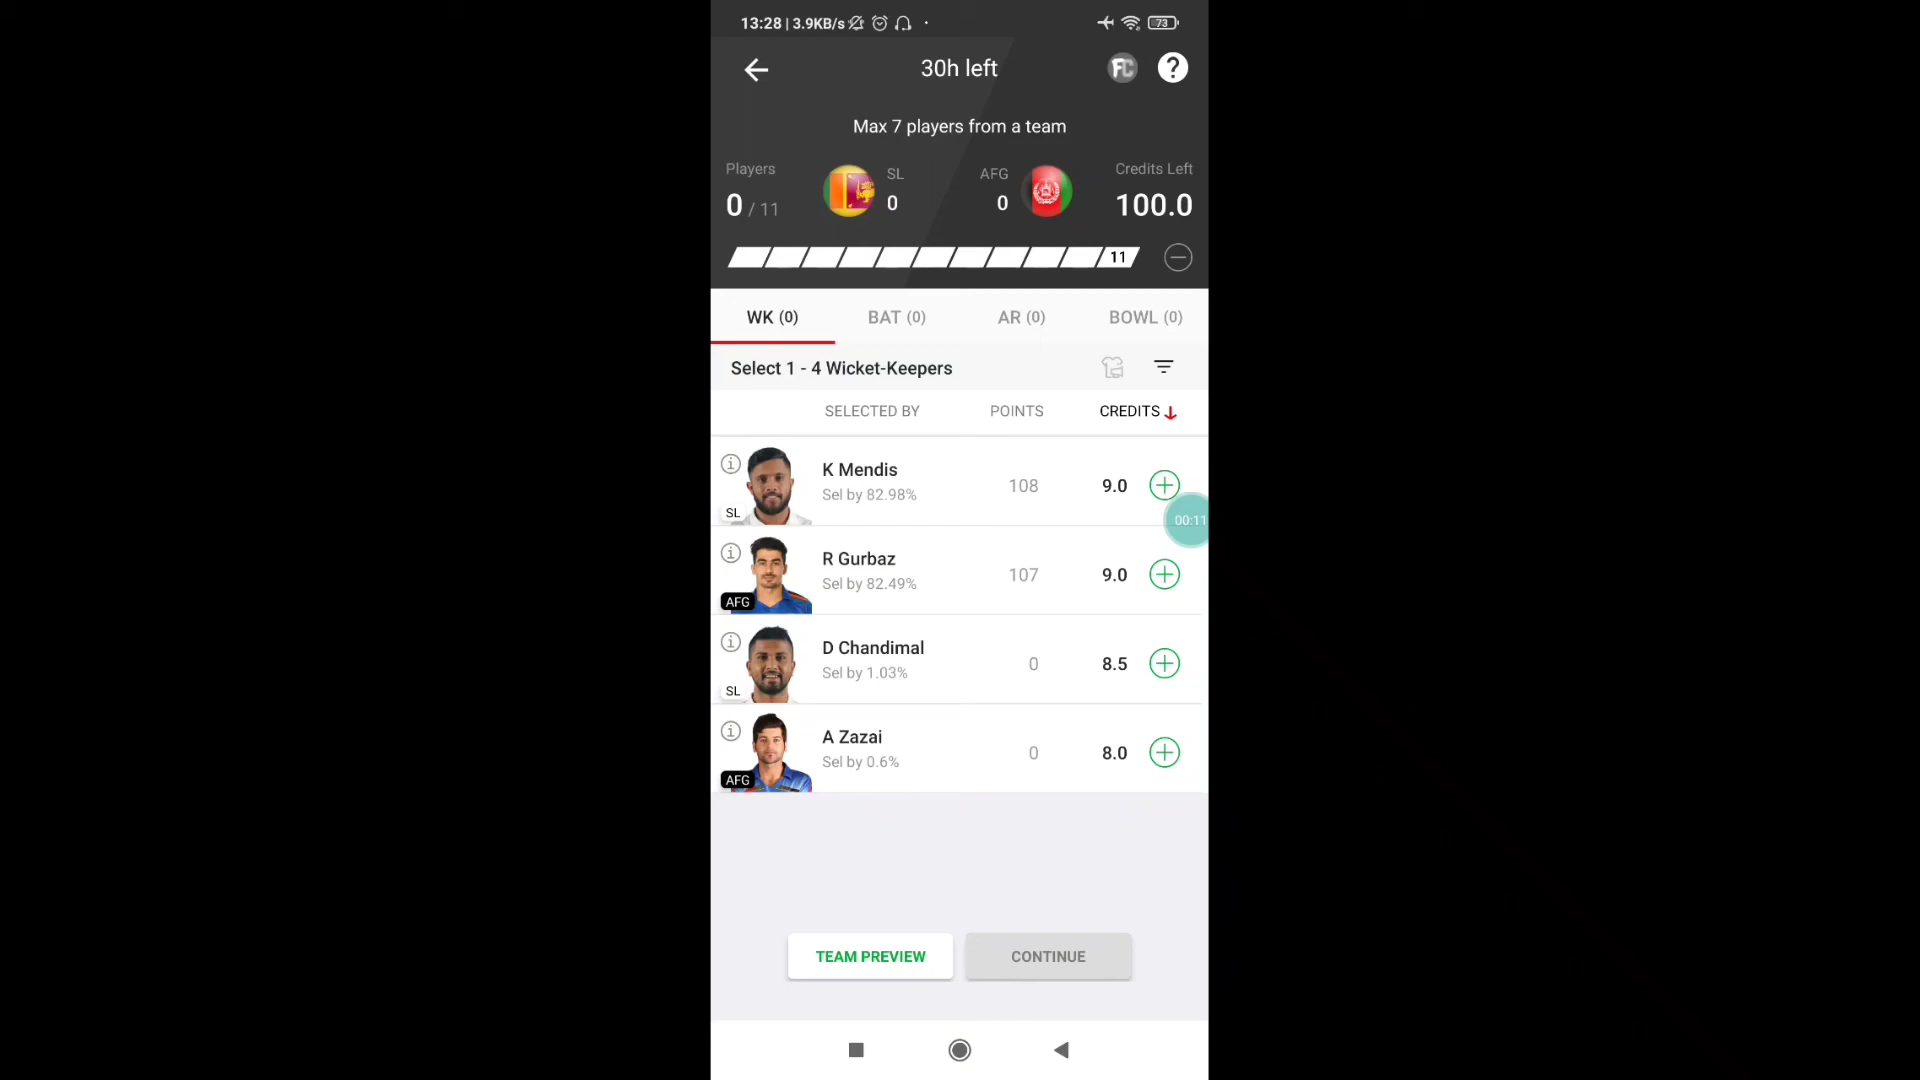 13:28 | 3.9KB/s
73
30h left
FC
?
Max 7 players from a team
Players
0 / 11
SL
0
AFG
0
Credits Left
100.0
11
WK (0)
BAT (0)
AR (0)
BOWL (0)
Select 1 - 4 Wicket-Keepers
SELECTED BY
POINTS
CREDITS
K Mendis
Sel by 82.98%
SL
108
9.0
00:11
R Gurbaz
Sel by 82.49%
AFG
107
9.0
D Chandimal
Sel by 1.03%
SL
0
8.5
A Zazai
Sel by 0.6%
AFG
0
8.0
TEAM PREVIEW
CONTINUE